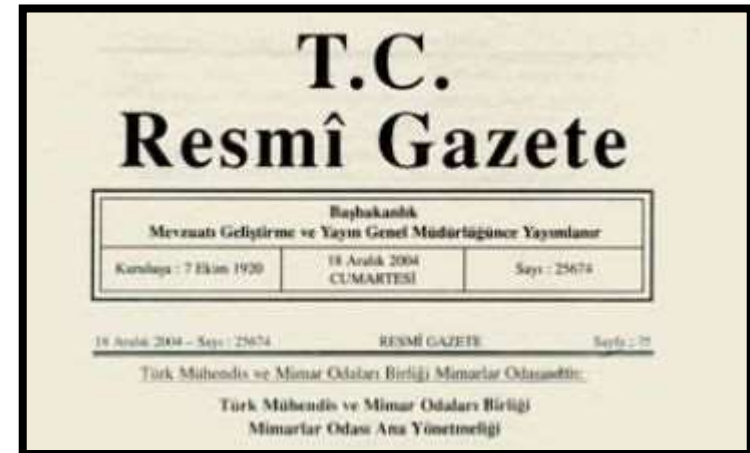 T.C.
Resmî Gazete
Başbakanlık
Mevzuatı Geliştirme ve Yayın Genel Müdürlüğünce Yayımlanır
Kuruluşu : 7 Ekim 1920
18 Aralık 2004
CUMARTESİ
Sayı : 25674
18 Aralık 2004 – Sayı : 25674 RESMÎ GAZETE Sayfa :
Türk Mühendis ve Mimar Odaları Birliği Mimarlar Odasından:
Türk Mühendis ve Mimar Odaları Birliği
Mimarlar Odası Ana Yönetmeliği